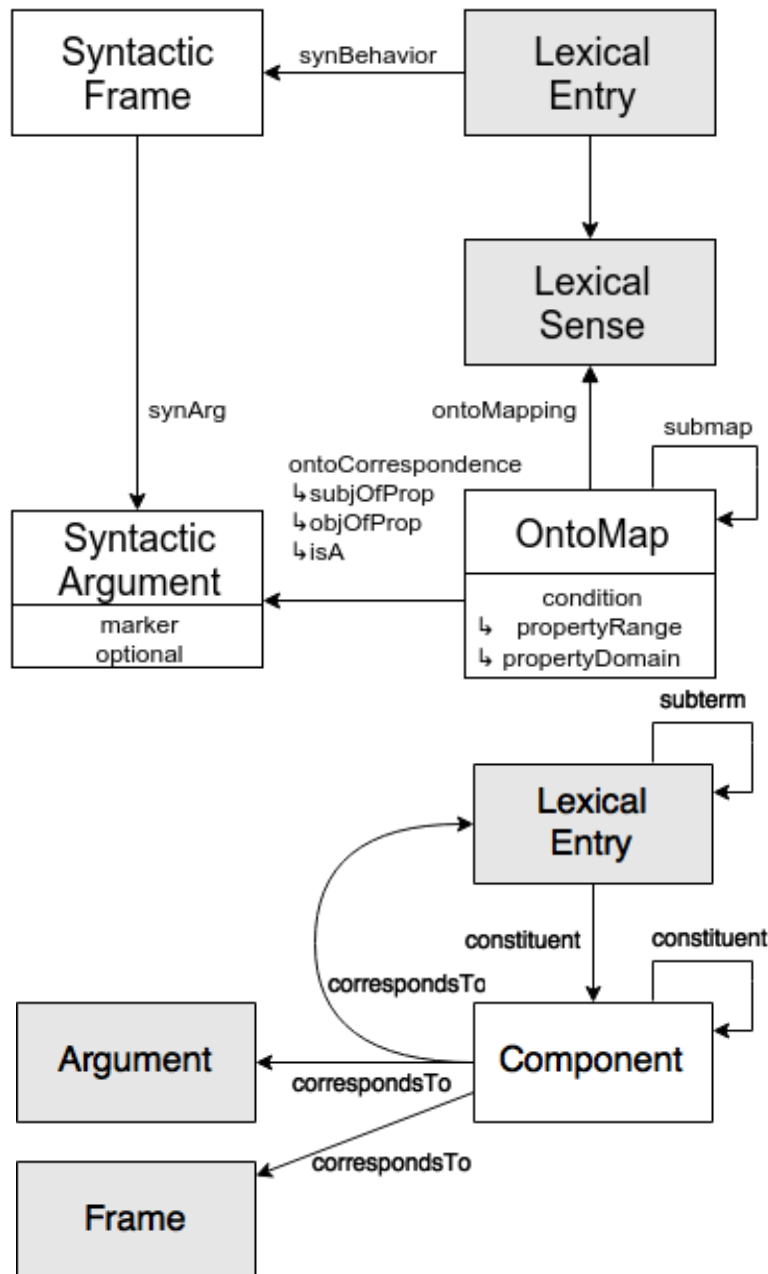 Syntactic
Frame
synBehavior
Lexical
Entry
Lexical
Sense
synArg
ontoMapping
submap
ontoCorrespondence
↳subjOfProp
↳objOfProp
↳isA
Syntactic
Argument
marker
optional
OntoMap
condition
↳ propertyRange
↳ propertyDomain
subterm
Lexical
Entry
constituent
constituent
correspondsTo
Argument
correspondsTo
Component
correspondsTo
Frame